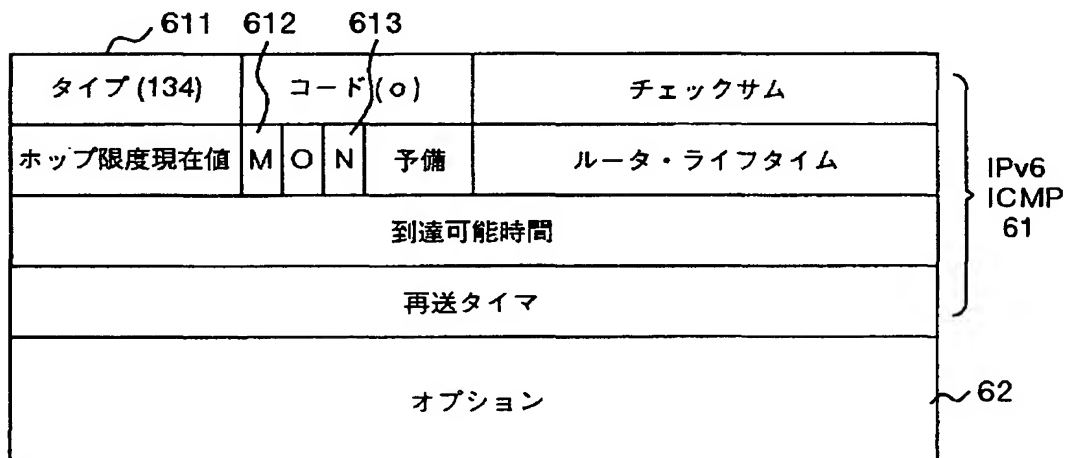 611 612 613
タイプ (134) コード (o) チェックサム
ホップ限度現在値 M O N 予備 ルータ・ライフタイム
到達可能時間
再送タイマ
オプション
IPv6
ICMP
61
62